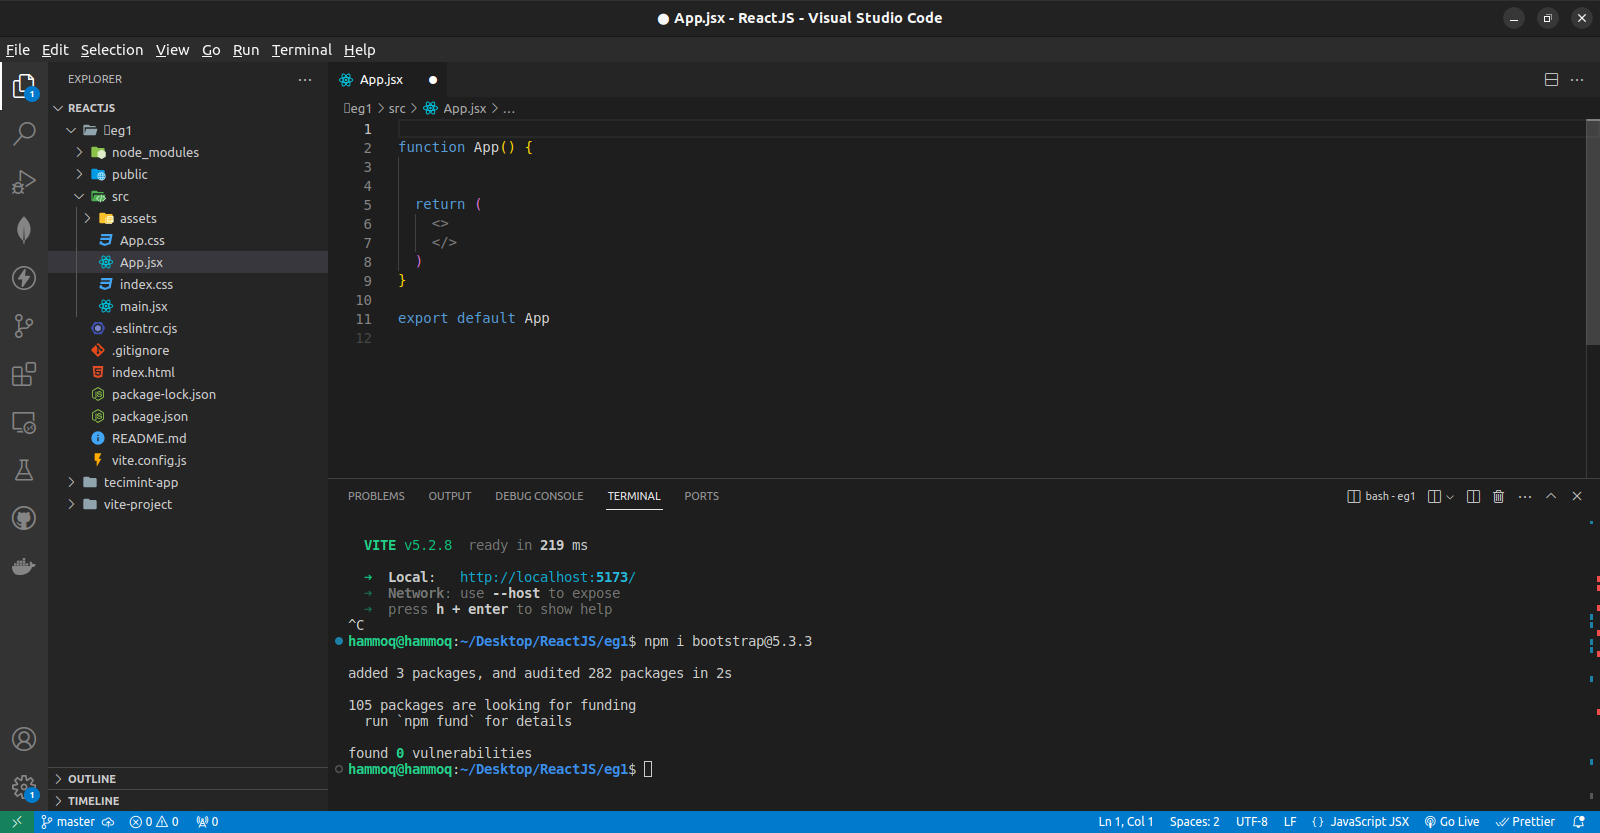 ● App.jsx - ReactJS - Visual Studio Code
File Edit Selection View Go Run Terminal Help
EXPLORER
REACTJS
eg1
node_modules
public
src
assets
App.css
App.jsx
index.css
main.jsx
.eslintrc.cjs
.gitignore
index.html
package-lock.json
package.json
README.md
vite.config.js
tecimint-app
vite-project
OUTLINE
TIMELINE
App.jsx
eg1 > src > App.jsx > ...
1
2 function App() {
3
4
5 return (
6 <>
7 </>
8 )
9 }
10
11 export default App
12
PROBLEMS OUTPUT DEBUG CONSOLE TERMINAL PORTS
bash - eg1
VITE v5.2.8 ready in 219 ms
➜ Local: http://localhost:5173/
➜ Network: use --host to expose
➜ press h + enter to show help
^C
hammoq@hammoq:~/Desktop/ReactJS/eg1$ npm i bootstrap@5.3.3
added 3 packages, and audited 282 packages in 2s
105 packages are looking for funding
run `npm fund` for details
found 0 vulnerabilities
hammoq@hammoq:~/Desktop/ReactJS/eg1$
1
1
master 0 0 0 Ln 1, Col 1 Spaces: 2 UTF-8 LF {} JavaScript JSX Go Live Prettier